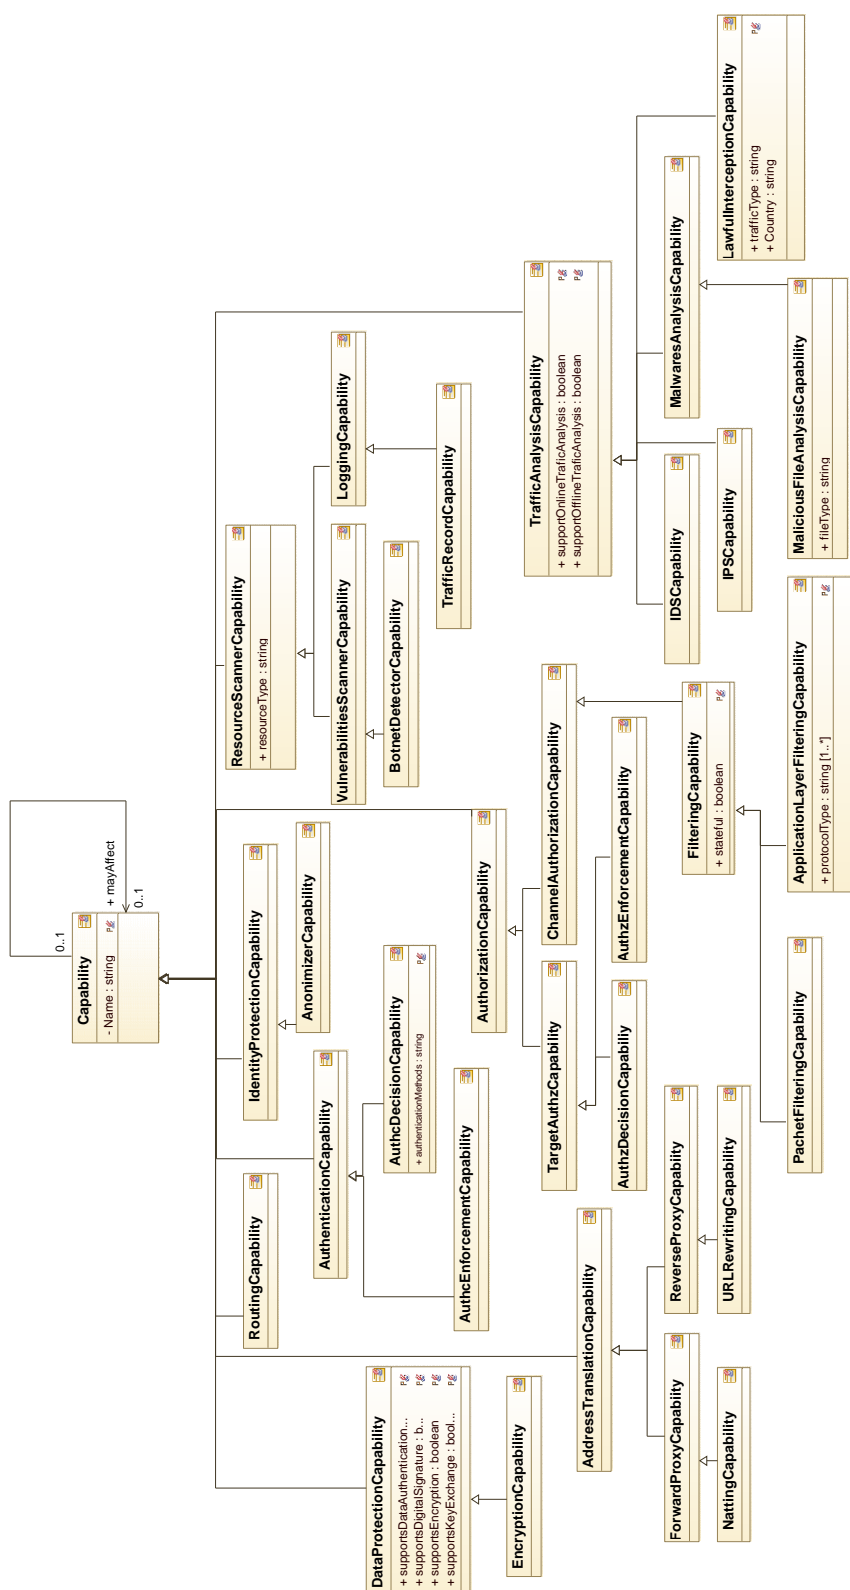 0..1
Capability
- Name : string
+ mayAffect
0..1
ResourceScannerCapability
+ resourceType : string
RoutingCapability
IdentityProtectionCapability
AnonimizerCapability
AuthenticationCapability
VulnerabilitiesScannerCapability
LoggingCapability
DataProtectionCapability
+ supportsDataAuthentication...
+ supportsDigitalSignature : b...
+ supportsEncryption : boolean
+ supportsKeyExchange : bool...
AuthcDecisionCapability
+ authenticationMethods : string
BotnetDetectorCapability
TrafficRecordCapability
AuthcEnforcementCapability
AuthorizationCapability
EncryptionCapability
TrafficAnalysisCapability
+ supportOnlineTraficAnalysis : boolean
+ supportOfflineTraficAnalysis : boolean
TargetAuthzCapability
ChannelAuthorizationCapability
AddressTranslationCapability
AuthzDecisionCapabiliy
AuthzEnforcementCapability
ForwardProxyCapabiity
ReverseProxyCapability
FilteringCapability
+ stateful : boolean
IDSCapability
MalwaresAnalysisCapability
NattingCapability
URLRewritingCapability
IPSCapability
LawfulInterceptionCapability
+ trafficType : string
+ Country : string
PachetFilteringCapability
ApplicationLayerFilteringCapability
+ protocolType : string [1..*]
MaliciousFileAnalysisCapability
+ fileType : string